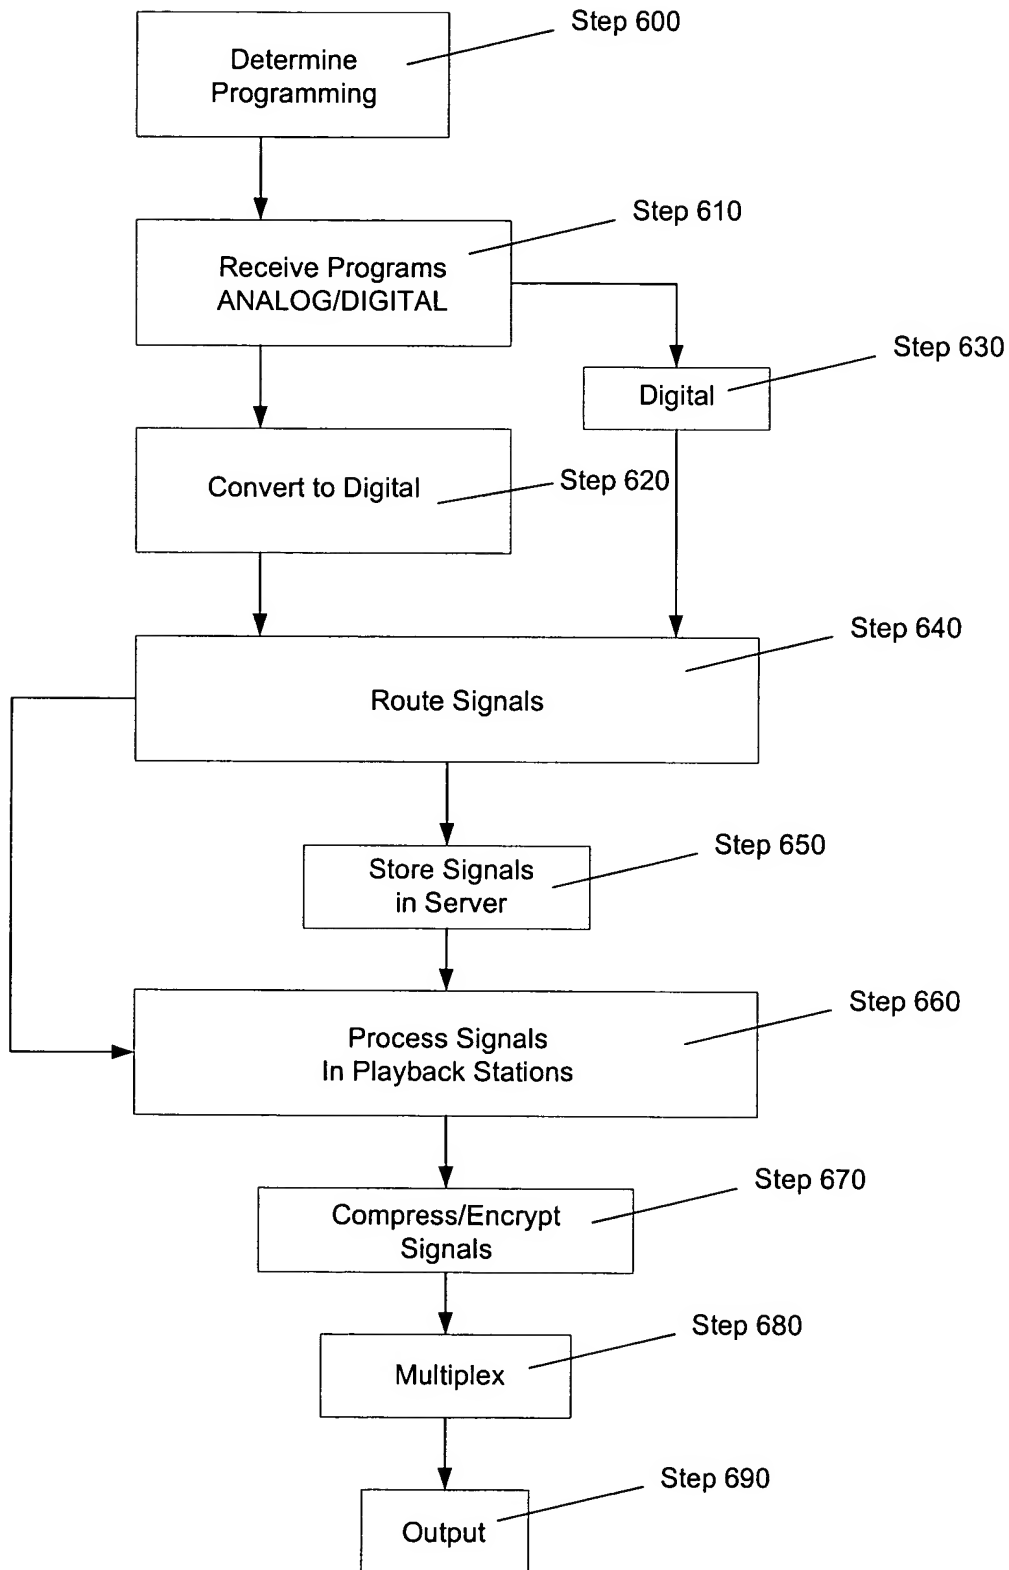 Step 600
Determine
Programming
Step 610
Receive Programs
ANALOG/DIGITAL
Step 630
Digital
Step 620
Convert to Digital
Step 640
Route Signals
Step 650
Store Signals
in Server
Step 660
Process Signals
In Playback Stations
Step 670
Compress/Encrypt
Signals
Step 680
Multiplex
Step 690
Output